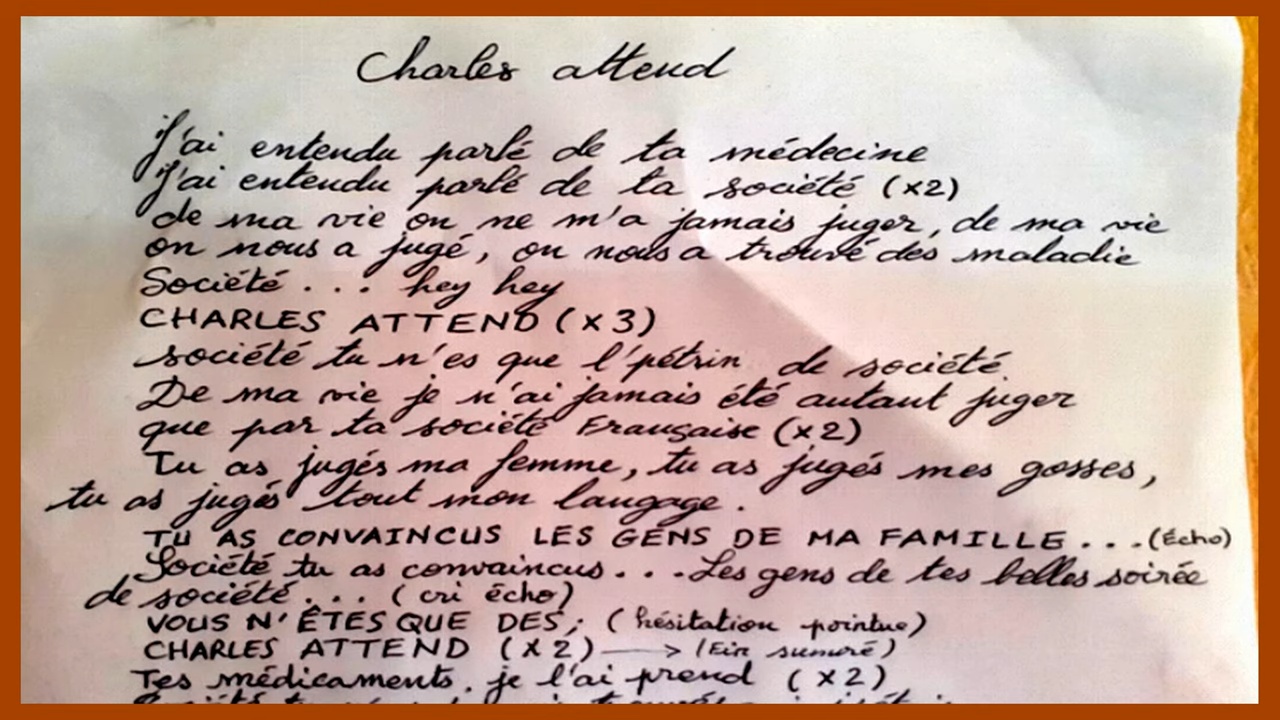 Charles attend
J'ai entendu parlé de ta médecine
J'ai entendu parlé de ta société (x2)
de ma vie on ne m'a jamais juger, de ma vie
on nous a jugé, on nous a trouvé des maladie
Société . . . hey hey
CHARLES ATTEND (x3)
société tu n'es que l'pétrin de société
De ma vie je n'ai jamais été autant juger
que par ta société Française (x2)
Tu as jugés ma femme, tu as jugés mes gosses,
tu as jugés tout mon langage.
TU AS CONVAINCUS LES GENS DE MA FAMILLE . . . (Écho)
Société tu as convaincus . . . Les gens de tes belles soirée
de société . . . (cri écho)
VOUS N'ÊTES QUE DES ; (hésitation pointue)
CHARLES ATTEND (X2) → (Fin)
Tes médicaments, je l'ai prend (X2)